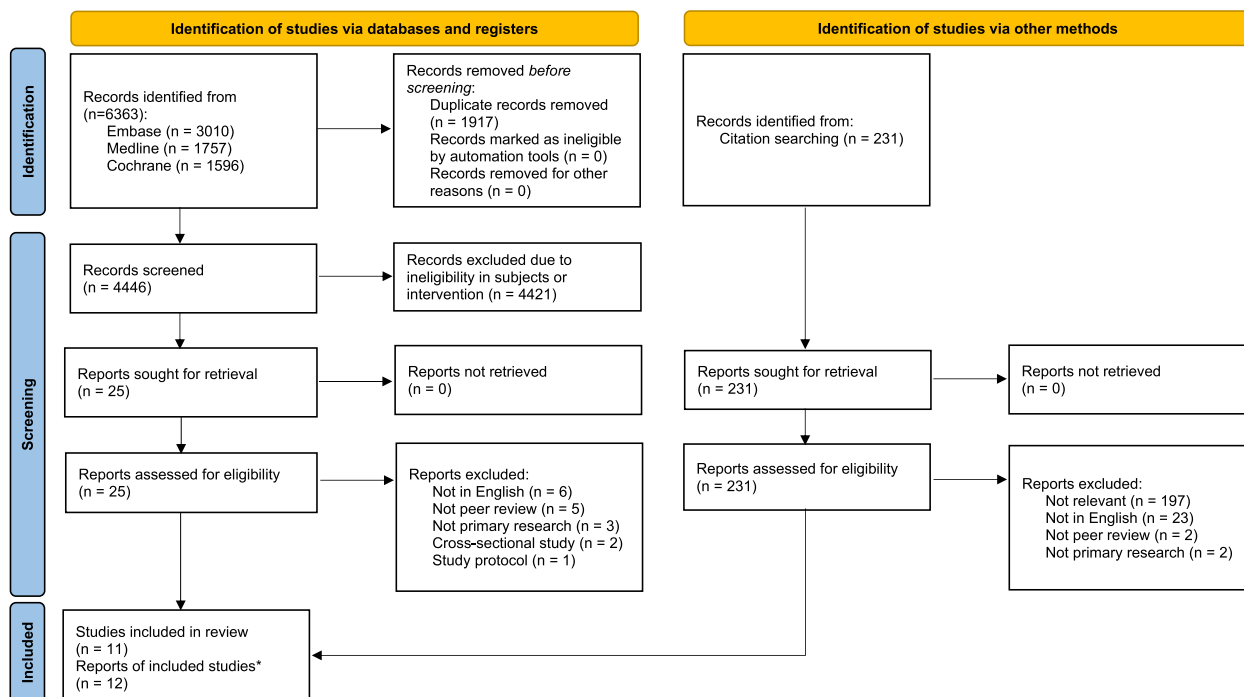 Identification of studies via databases and registers
Identification of studies via other methods
Identification
Records identified from
(n=6363):
Embase (n = 3010)
Medline (n = 1757)
Cochrane (n = 1596)
Records removed before
screening:
Duplicate records removed
(n = 1917)
Records marked as ineligible
by automation tools (n = 0)
Records removed for other
reasons (n = 0)
Records identified from:
Citation searching (n = 231)
Screening
Records screened
(n = 4446)
Records excluded due to
ineligibility in subjects or
intervention (n = 4421)
Reports sought for retrieval
(n = 25)
Reports not retrieved
(n = 0)
Reports sought for retrieval
(n = 231)
Reports not retrieved
(n = 0)
Reports assessed for eligibility
(n = 25)
Reports excluded:
Not in English (n = 6)
Not peer review (n = 5)
Not primary research (n = 3)
Cross-sectional study (n = 2)
Study protocol (n = 1)
Reports assessed for eligibility
(n = 231)
Reports excluded:
Not relevant (n = 197)
Not in English (n = 23)
Not peer review (n = 2)
Not primary research (n = 2)
Included
Studies included in review
(n = 11)
Reports of included studies*
(n = 12)